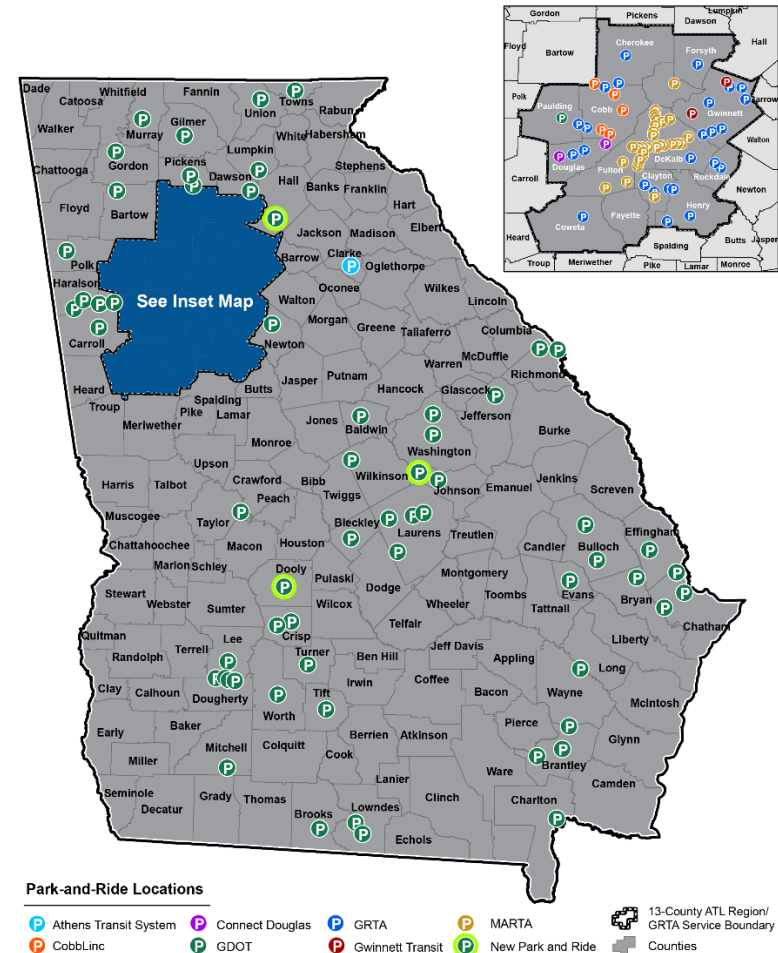 Pickens
Lumpkin
Gordon
Dawson
Floyd
Hall
Cherokee
Forsyth
Bartow
Polk
Barrow
Paulding
Cobb
Gwinnett
Walton
DeKalb
Douglas
Fulton
Rockdale
Carroll
Clayton
Newton
Fayette
Henry
Coweta
Heard
Spalding
Butts
Jasper
Troup
Meriwether
Pike
Lamar
Monroe
Dade
Fannin
Towns
Catoosa
Whitfield
Union
Rabun
Walker
Murray
Gilmer
White
Habersham
Chattooga
Gordon
Pickens
Lumpkin
Stephens
Dawson
Hall
Banks
Franklin
Floyd
Bartow
Hart
Jackson
Madison
Elbert
Polk
Barrow
Clarke
Oglethorpe
Haralson
Oconee
See Inset Map
Walton
Wilkes
Lincoln
Morgan
Greene
Taliaferro
Columbia
Carroll
Newton
McDuffie
Warren
Richmond
Heard
Butts
Jasper
Putnam
Hancock
Glascock
Troup
Spalding
Pike
Lamar
Jefferson
Meriwether
Jones
Baldwin
Burke
Monroe
Washington
Upson
Harris
Talbot
Crawford
Bibb
Wilkinson
Jenkins
Screven
Peach
Twiggs
Johnson
Emanuel
Muscogee
Taylor
Bleckley
Laurens
Effingham
Chattahoochee
Macon
Houston
Treutlen
Candler
Bulloch
Marion
Schley
Dooly
Pulaski
Montgomery
Stewart
Webster
Sumter
Wilcox
Dodge
Wheeler
Toombs
Tattnall
Evans
Bryan
Chatham
Quitman
Crisp
Telfair
Liberty
Randolph
Terrell
Lee
Turner
Ben Hill
Jeff Davis
Appling
Long
Clay
Calhoun
Dougherty
Irwin
Coffee
Bacon
Wayne
McIntosh
Worth
Tift
Early
Baker
Pierce
Berrien
Atkinson
Glynn
Mitchell
Colquitt
Cook
Miller
Ware
Brantley
Lanier
Camden
Seminole
Grady
Thomas
Clinch
Charlton
Decatur
Brooks
Lowndes
Echols
Park-and-Ride Locations
P Athens Transit System
P Connect Douglas
P GRTA
P MARTA
13-County ATL Region/
GRTA Service Boundary
P CobbLinc
P GDOT
P Gwinnett Transit
P New Park and Ride
Counties